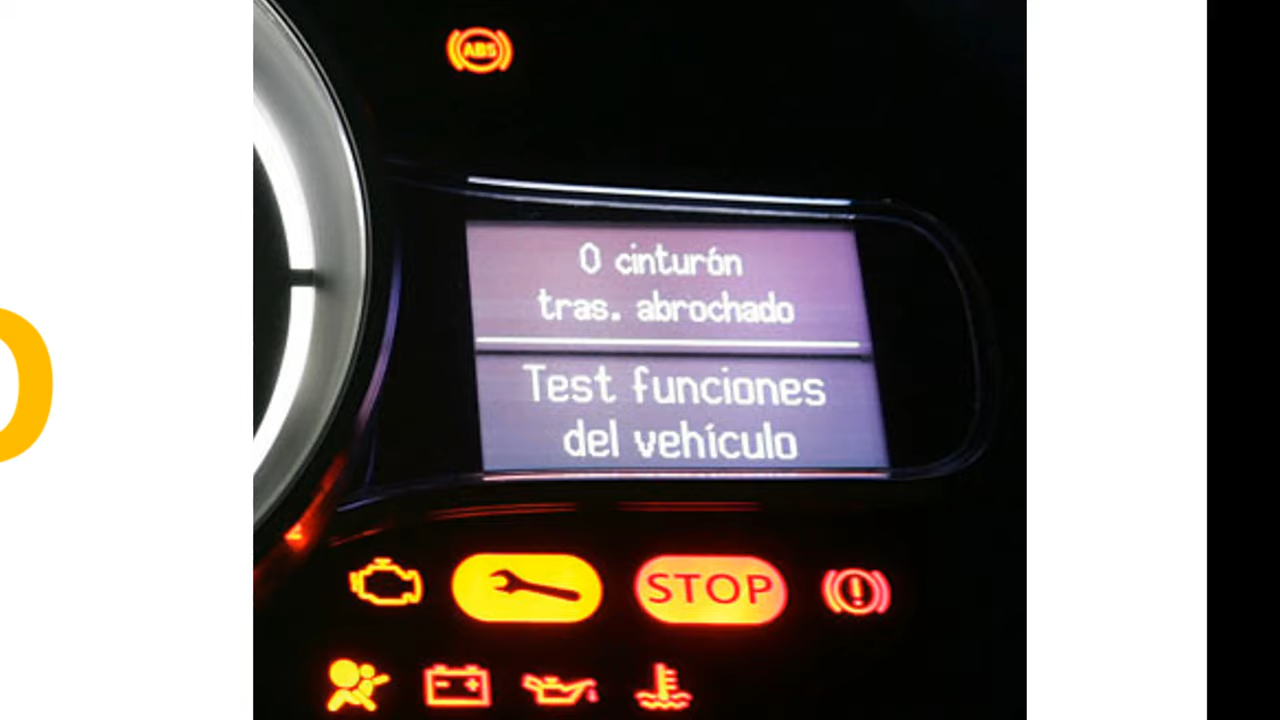 ABS
0 cinturón
tras. abrochado
Test funciones
del vehículo
STOP